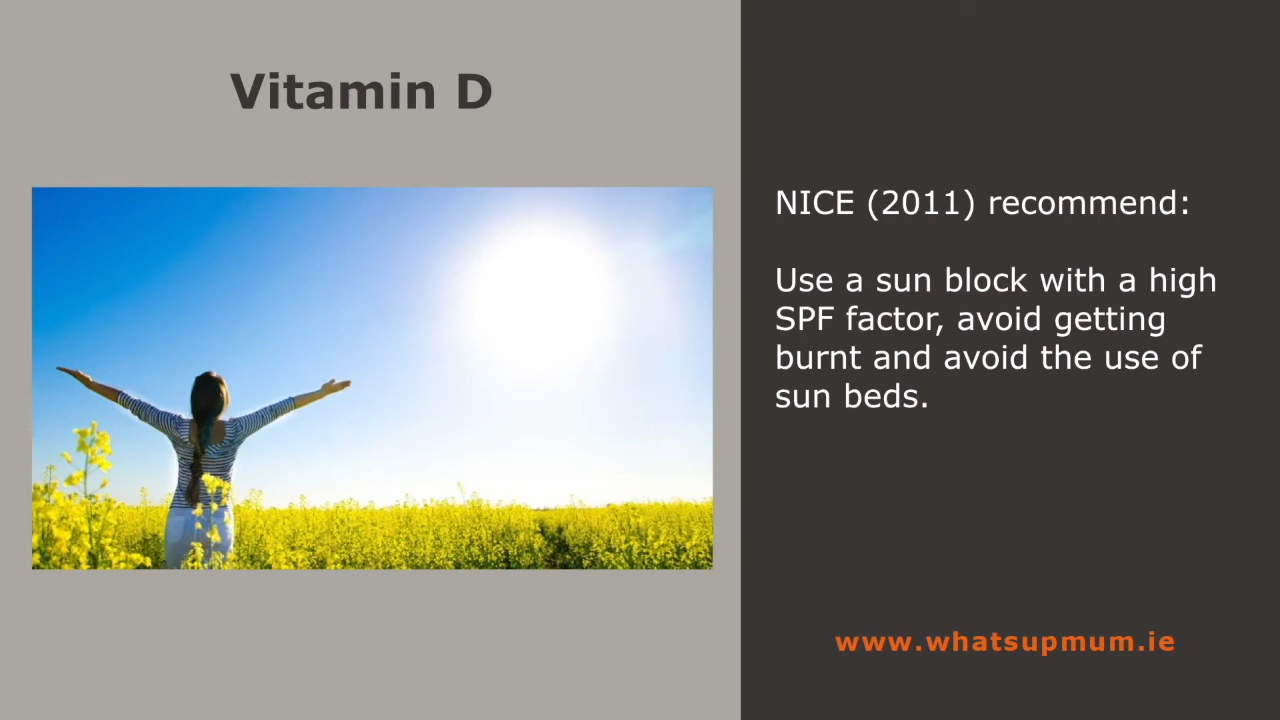 Vitamin D
NICE (2011) recommend:
Use a sun block with a high
SPF factor, avoid getting
burnt and avoid the use of
sun beds.
www.whatsupmum.ie